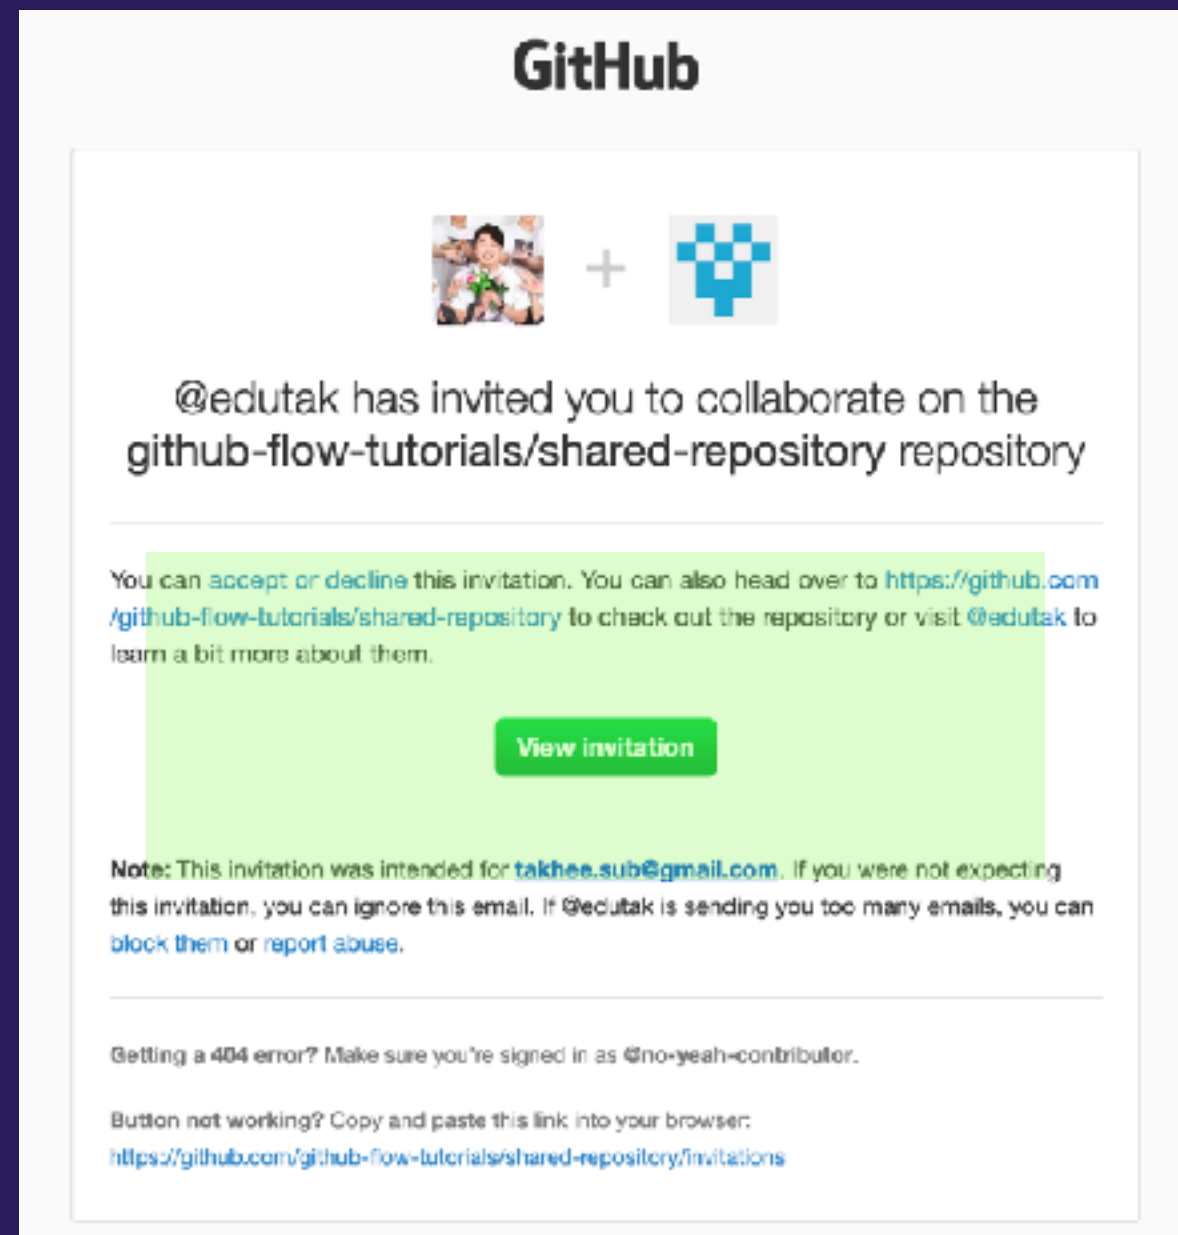 GitHub
@edutak has invited you to collaborate on the
github-flow-tutorials/shared-repository repository
You can accept or decline this invitation. You can also head over to https://github.com
/github-flow-tutorials/shared-repository to check out the repository or visit @edutak to
learn a bit more about them.
View invitation
Note: This invitation was intended for takhee.sub@gmail.com. If you were not expecting
this invitation, you can ignore this email. If @edutak is sending you too many emails, you can
block them or report abuse.
Getting a 404 error? Make sure you're signed in as @no-yeah-contributor.
Button not working? Copy and paste this link into your browser:
https://github.com/github-flow-tutorials/shared-repository/invitations